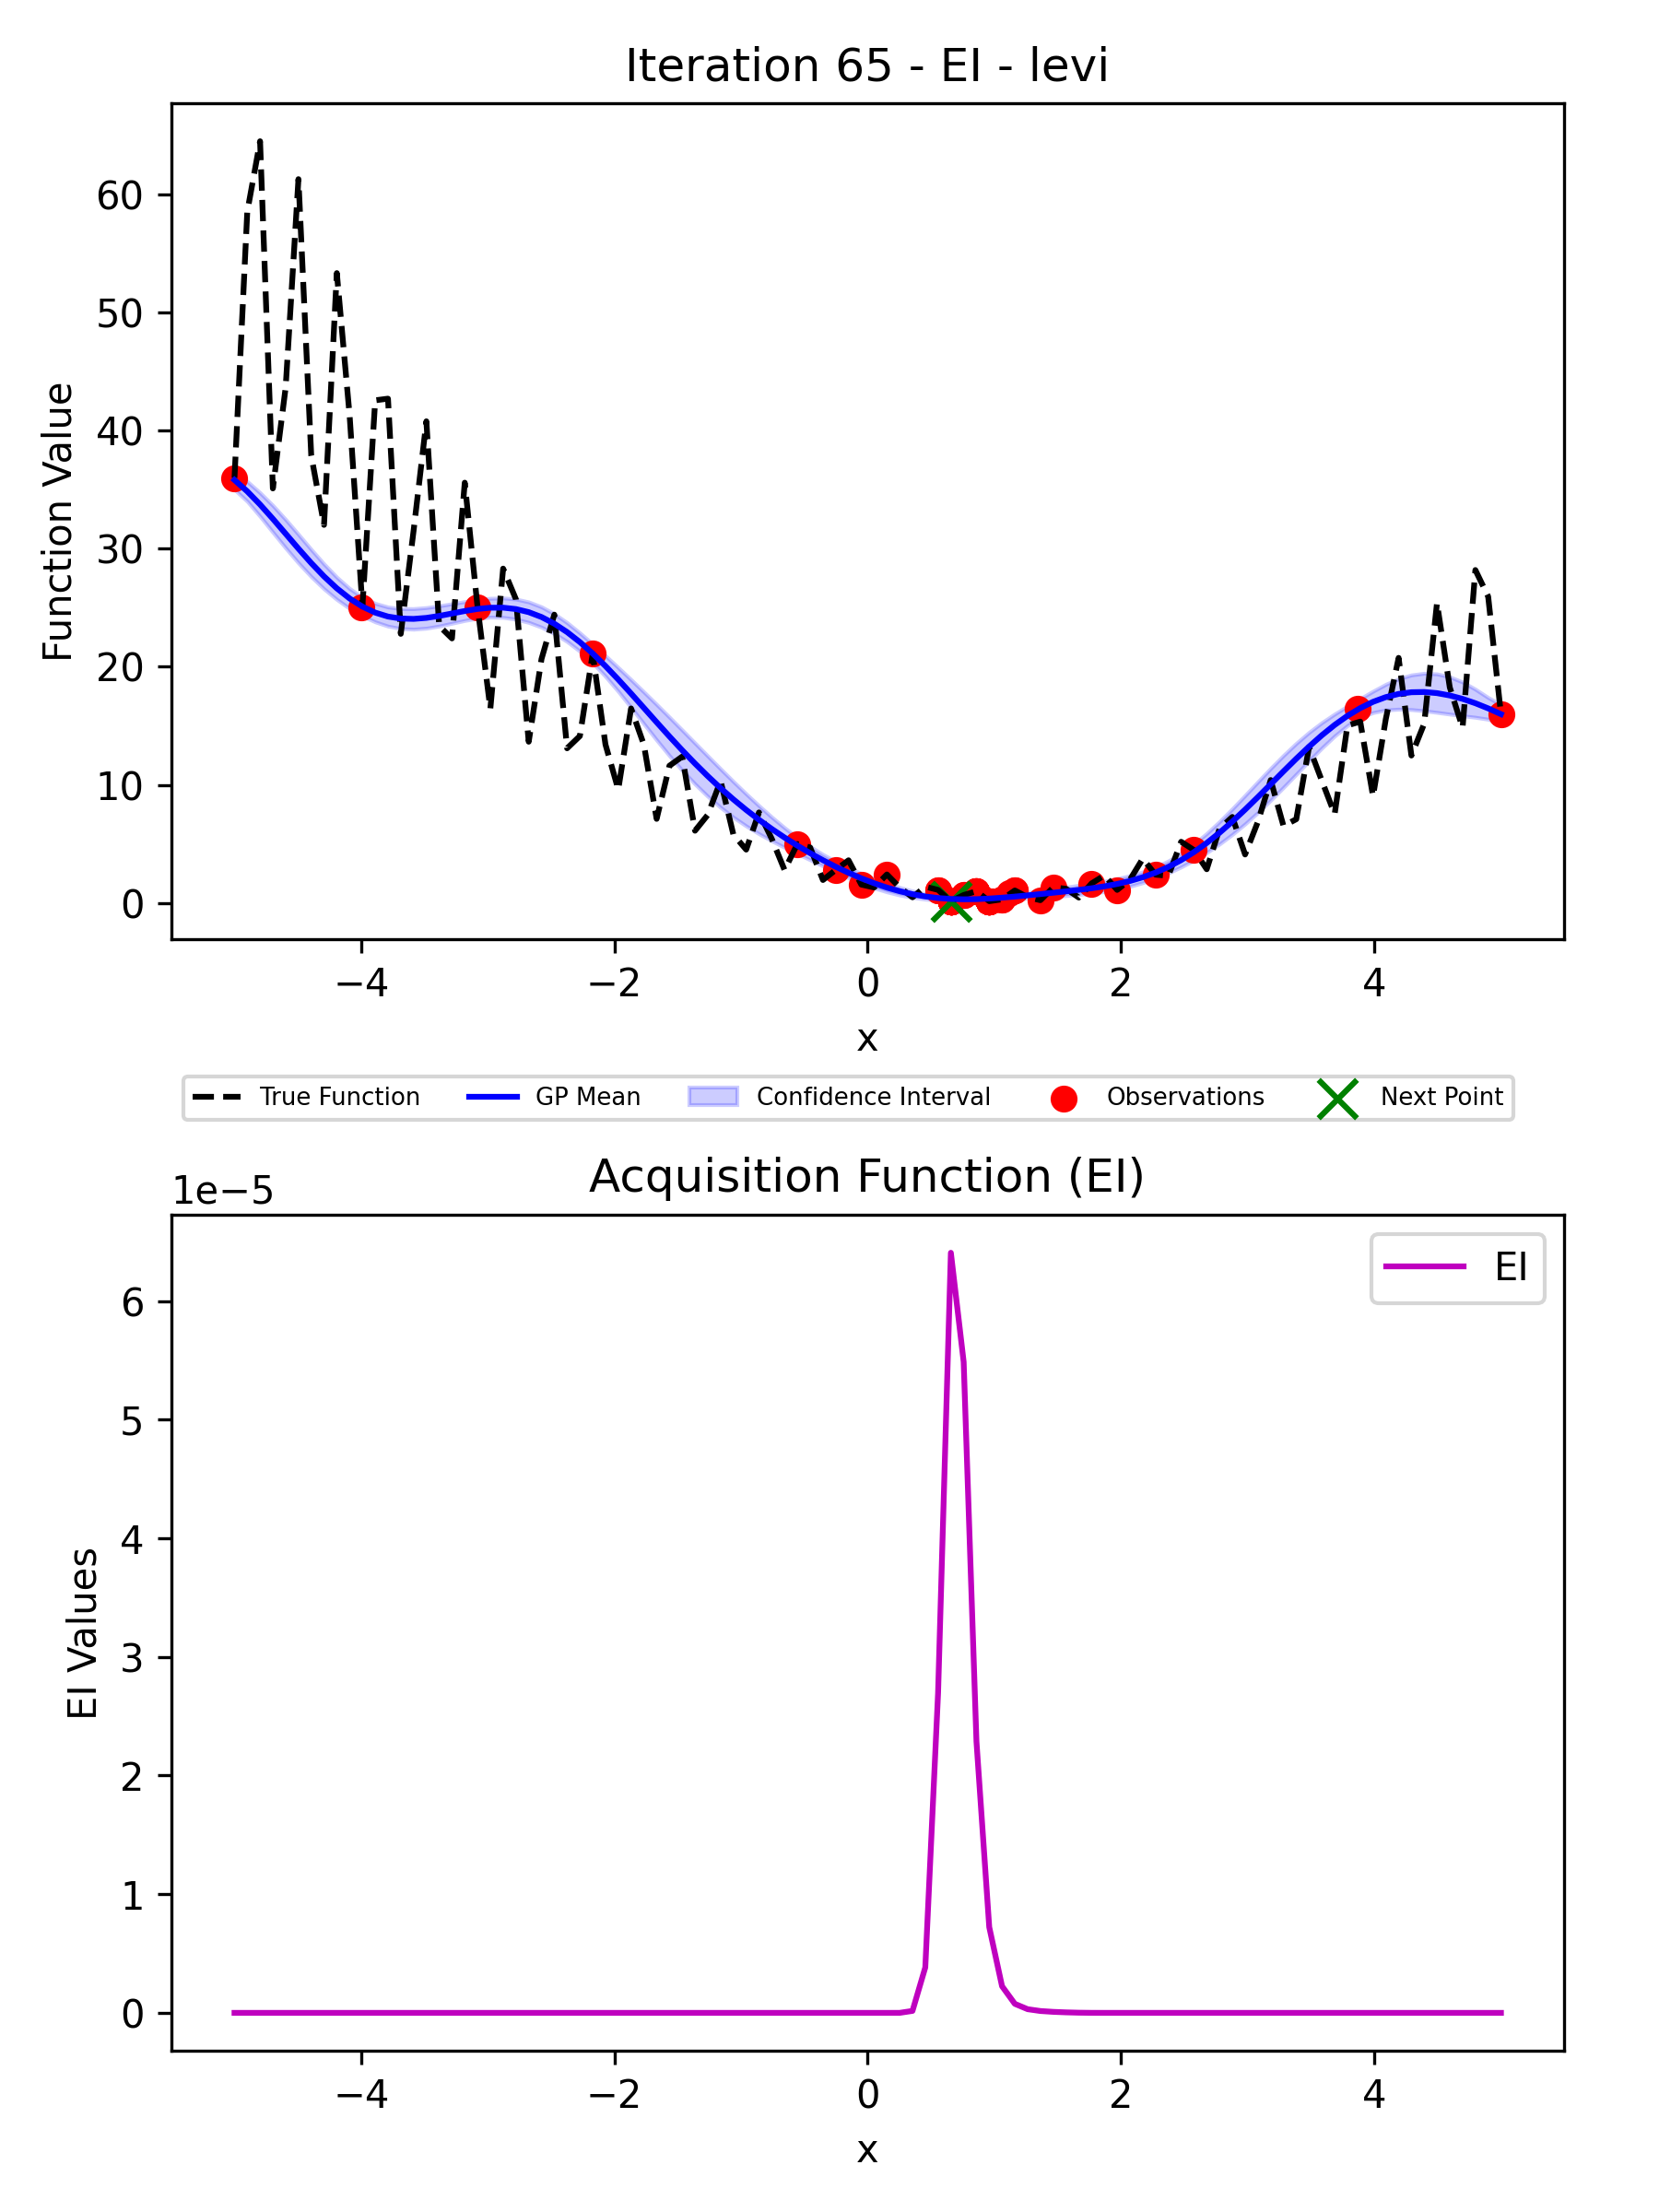 Iteration 65 - EI - levi
60
50
40
30
20
10
0
Function Value
−4 −2 0 2 4
x
True Function GP Mean Confidence Interval Observations Next Point
Acquisition Function (EI)
1e−5
EI
6
5
4
3
2
1
0
EI Values
−4 −2 0 2 4
x